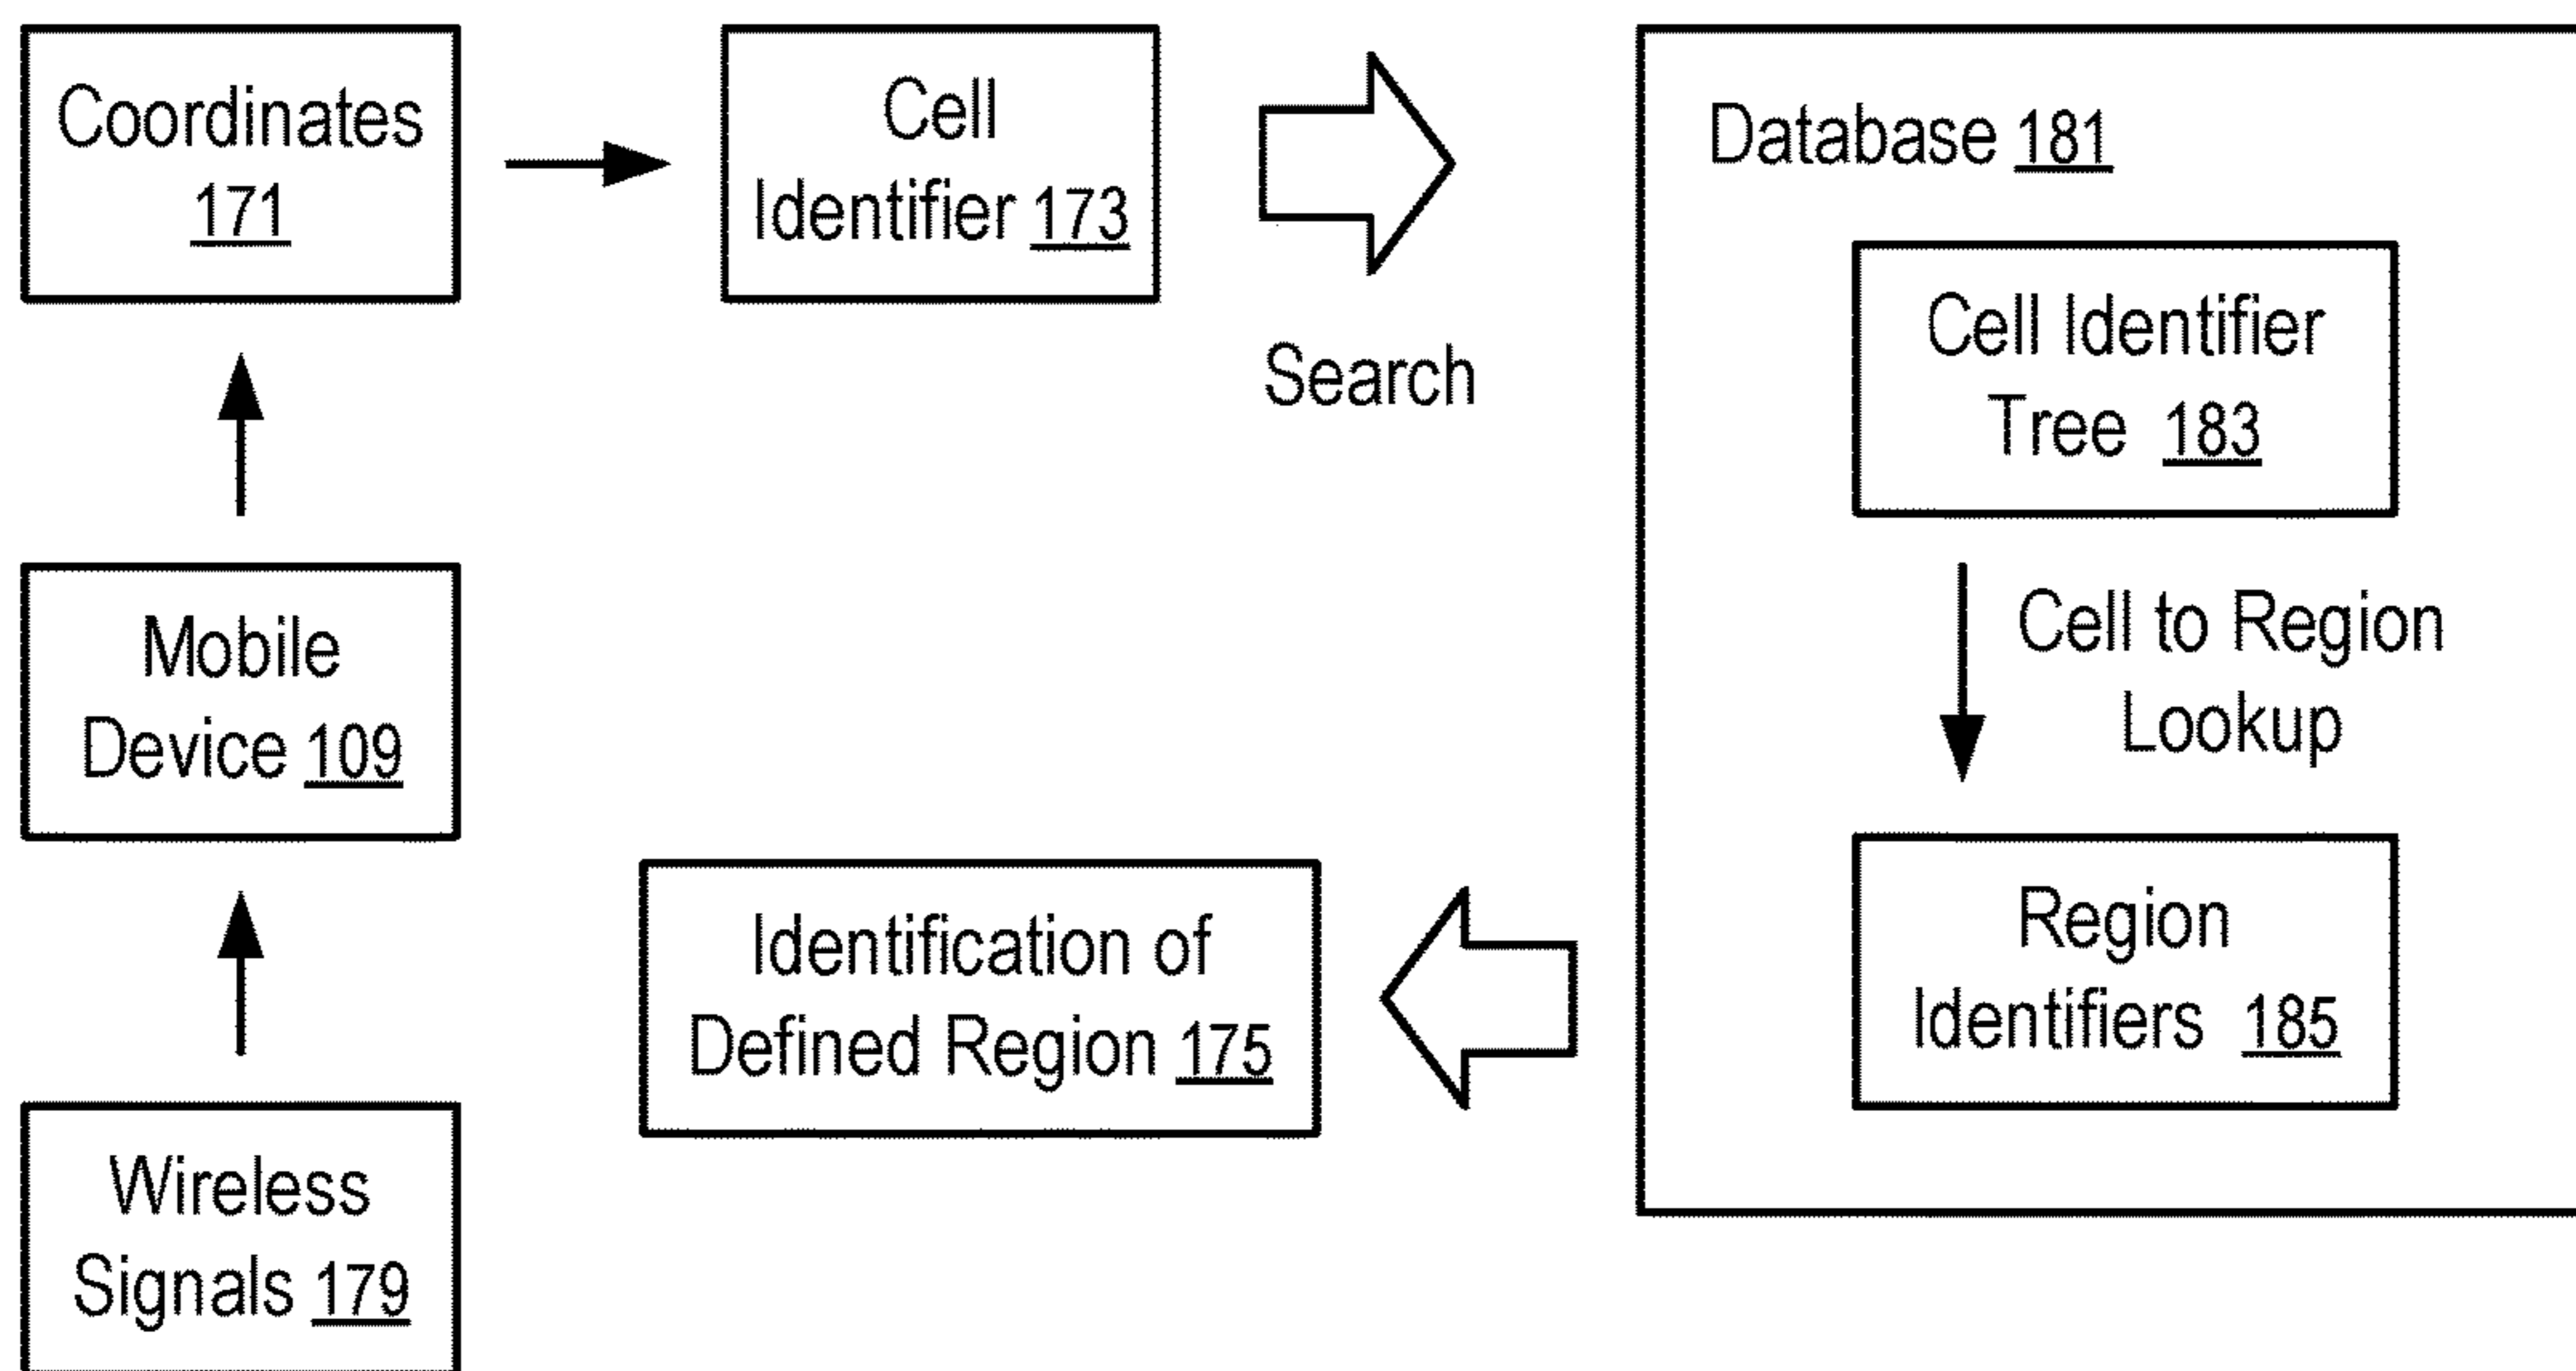 Coordinates
171
Cell
Identifier 173
Search
Database 181
Cell Identifier
Tree 183
Cell to Region
Lookup
Region
Identifiers 185
Identification of
Defined Region 175
Mobile
Device 109
Wireless
Signals 179